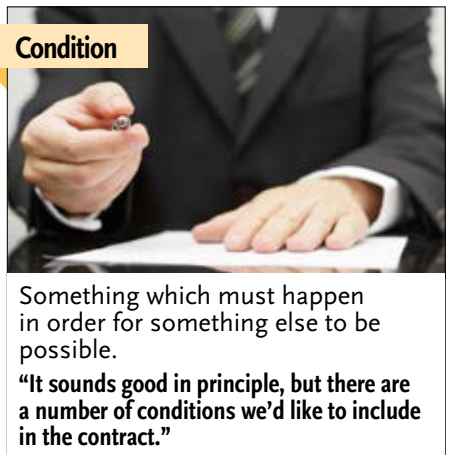 Condition
Something which must happen
in order for something else to be
possible.
“It sounds good in principle, but there are
a number of conditions we’d like to include
in the contract.”